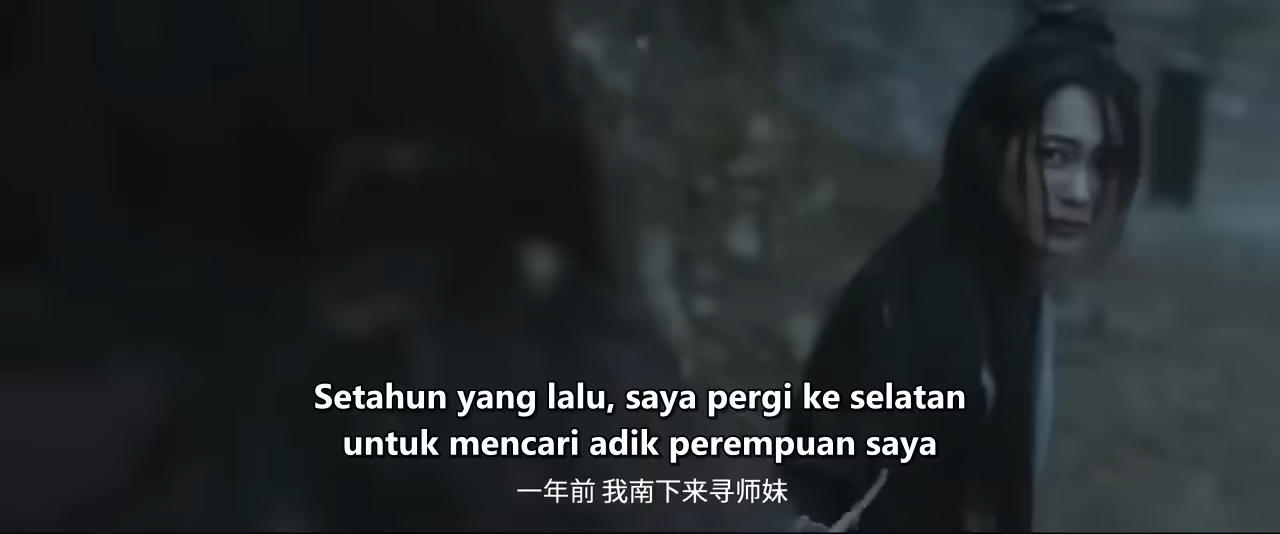 Setahun yang lalu, saya pergi ke selatan
untuk mencari adik perempuan saya
一年前 我南下来寻师妹